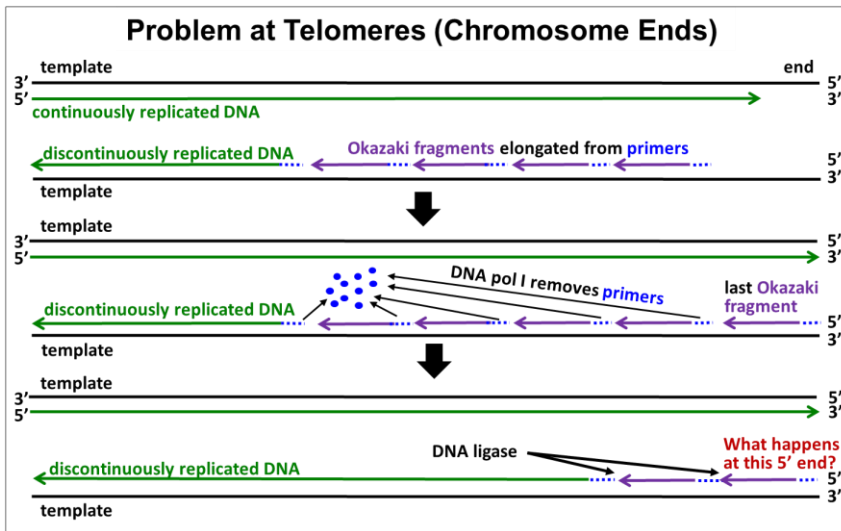 Problem at Telomeres (Chromosome Ends)
template
end
3’
5’
5’
3’
continuously replicated DNA
discontinuously replicated DNA
Okazaki fragments elongated from primers
5’
3’
template
template
3’
5’
5’
3’
DNA pol I removes primers
last Okazaki
fragment
discontinuously replicated DNA
5’
3’
template
template
3’
5’
5’
3’
DNA ligase
What happens
at this 5’ end?
discontinuously replicated DNA
5’
3’
template